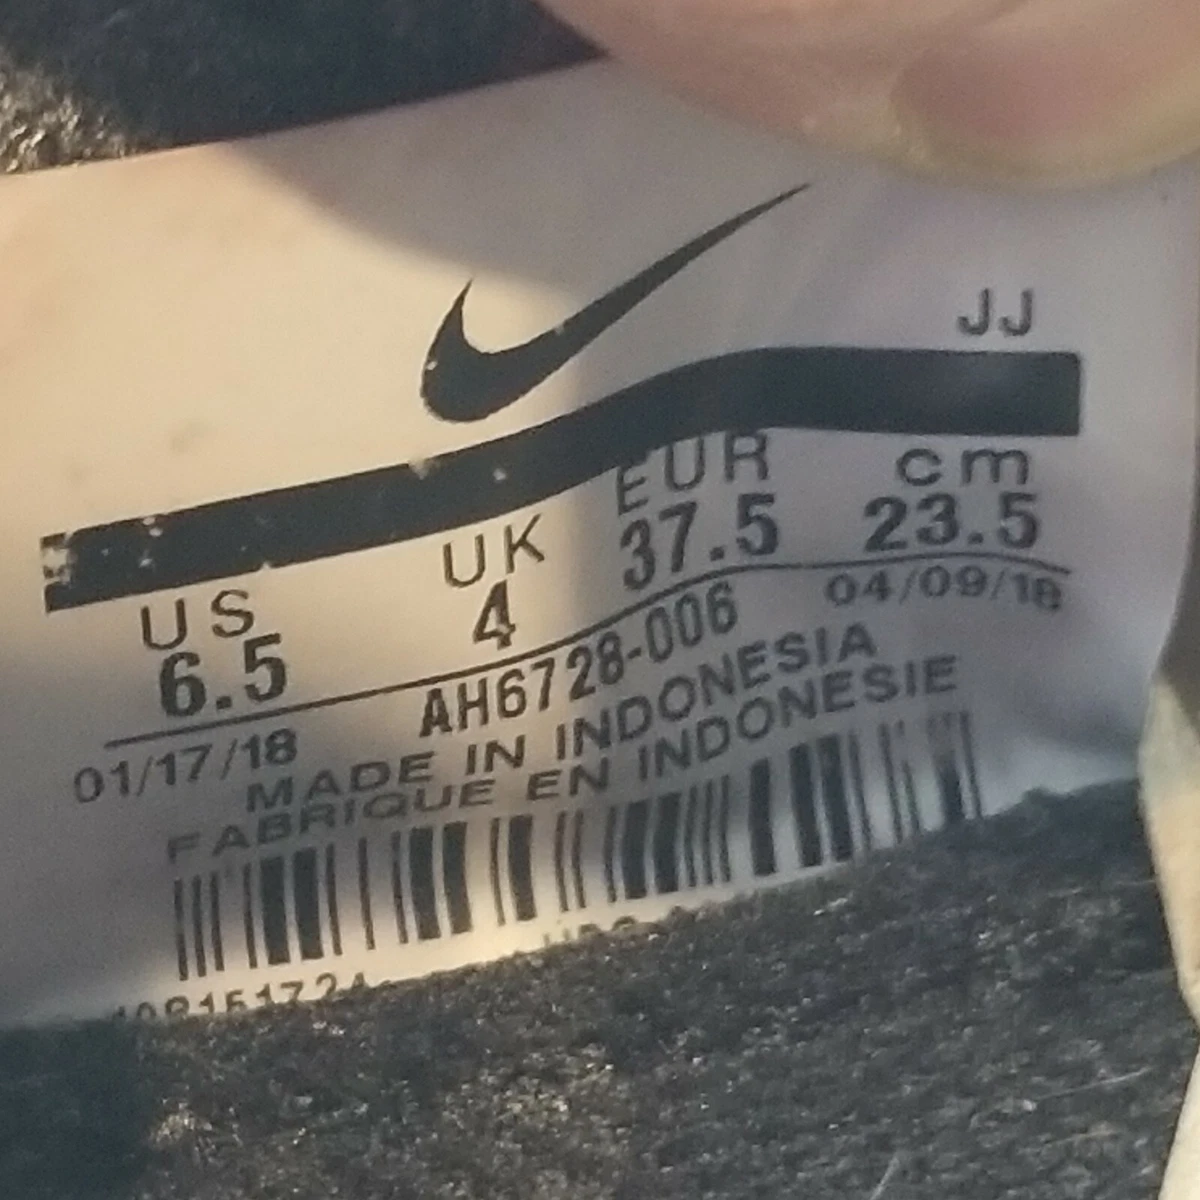 JJ
US UK EUR cm
6.5 4 37.5 23.5
01/17/18 AH6728-006 04/09/18
MADE IN INDONESIA
FABRIQUE EN INDONESIE